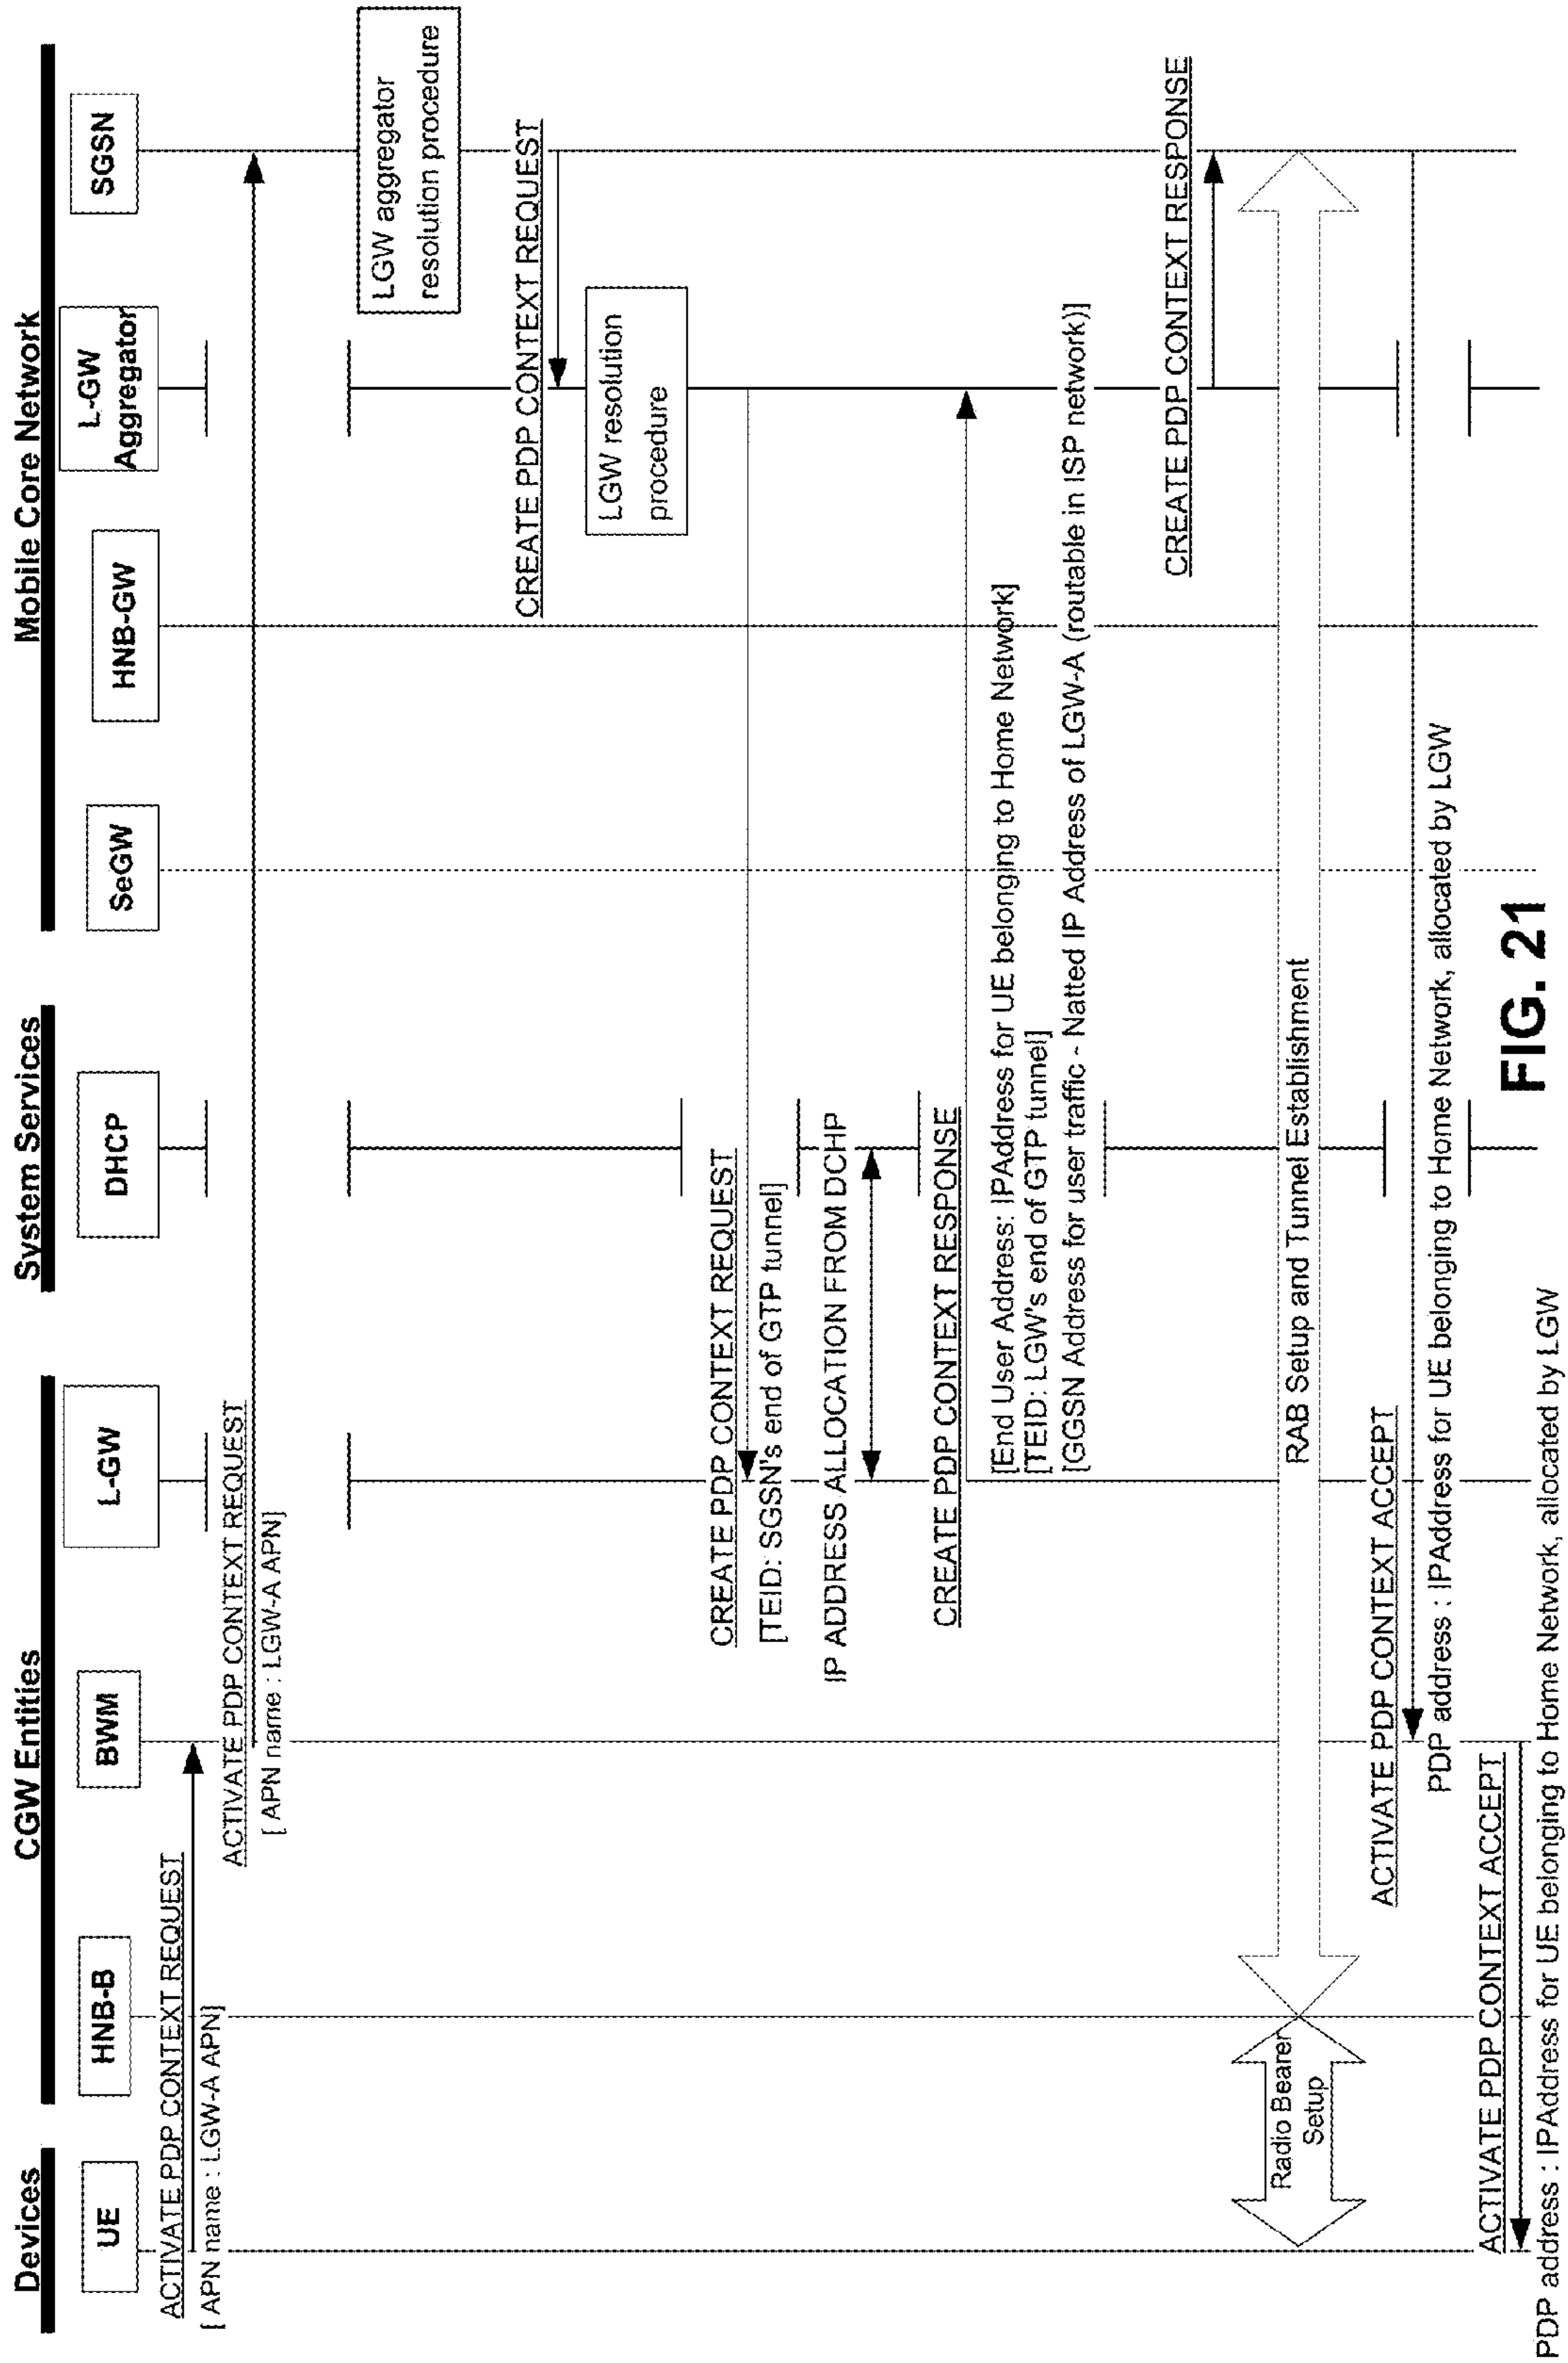 Devices
CGW Entities
System Services
Mobile Core Network
UE
HNB-B
BWM
L-GW
DHCP
SeGW
HNB-GW
L-GW
Aggregator
SGSN
ACTIVATE PDP CONTEXT REQUEST
[ APN name : LGW-A APN]
ACTIVATE PDP CONTEXT REQUEST
[ APN name : LGW-A APN]
LGW aggregator
resolution procedure
CREATE PDP CONTEXT REQUEST
LGW resolution
procedure
CREATE PDP CONTEXT REQUEST
[TEID: SGSN's end of GTP tunnel]
IP ADDRESS ALLOCATION FROM DCHP
CREATE PDP CONTEXT RESPONSE
[End User Address: IPAddress for UE belonging to Home Network]
[TEID: LGW's end of GTP tunnel]
[GGSN Address for user traffic - Natted IP Address of LGW-A (routable in ISP network)]
CREATE PDP CONTEXT RESPONSE
Radio Bearer
Setup
RAB Setup and Tunnel Establishment
ACTIVATE PDP CONTEXT ACCEPT
PDP address : IPAddress for UE belonging to Home Network, allocated by LGW
ACTIVATE PDP CONTEXT ACCEPT
PDP address : IPAddress for UE belonging to Home Network, allocated by LGW
FIG. 21